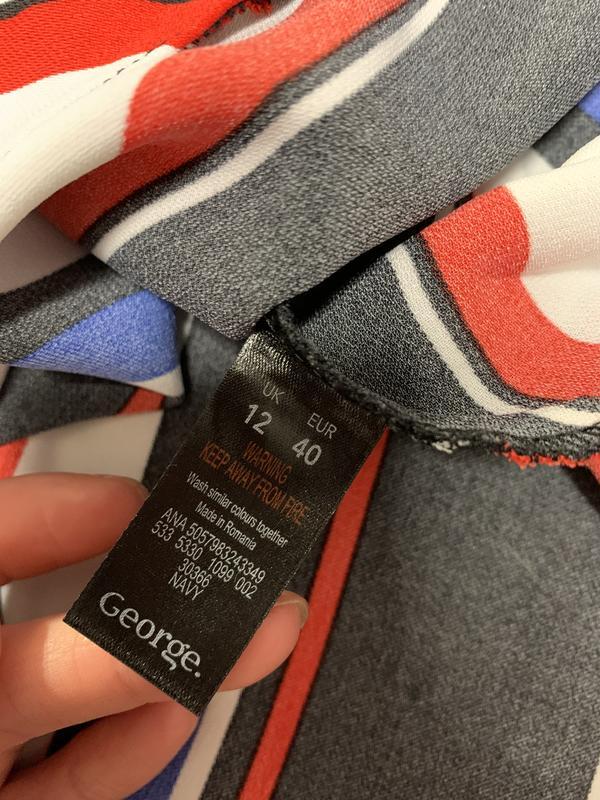 UK EUR
12 40
WARNING
KEEP AWAY FROM FIRE
Wash similar colours together
Made in Romania
ANA 5057983243349
533 5330 1099 002
30366
NAVY
George.